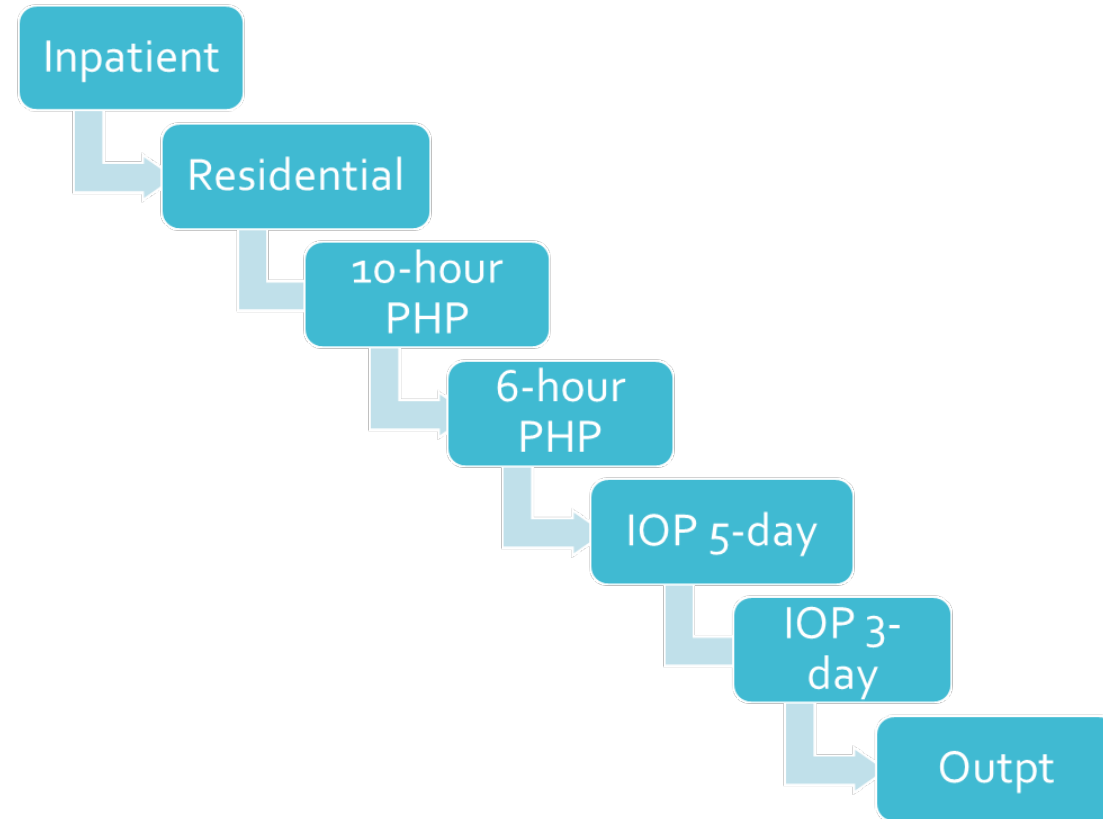 Inpatient
Residential
10-hour
PHP
6-hour
PHP
IOP 5-day
IOP 3-
day
Outpt